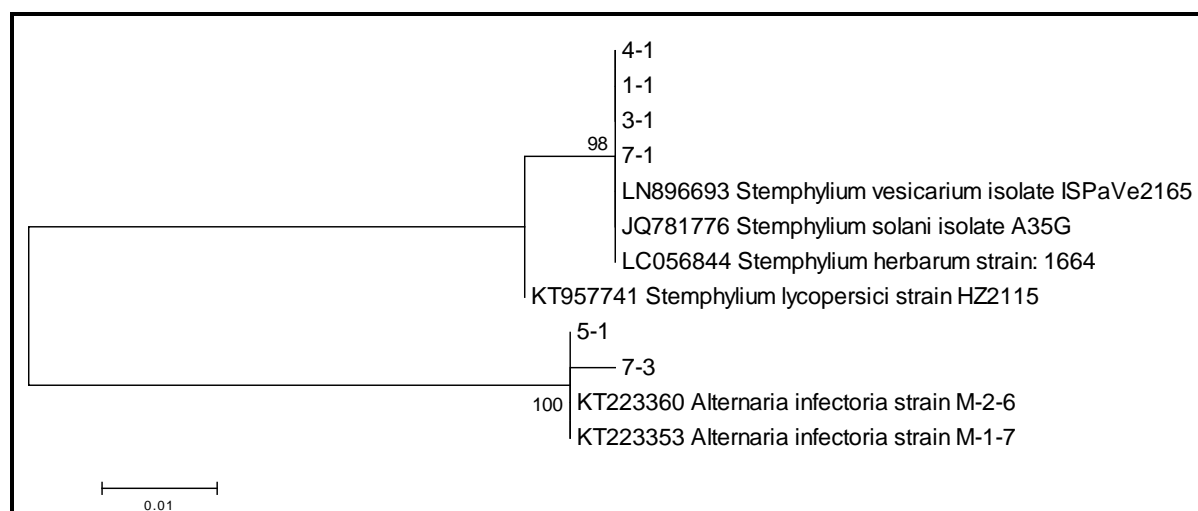 4-1
1-1
3-1
98
7-1
LN896693 Stemphylium vesicarium isolate ISPaVe2165
JQ781776 Stemphylium solani isolate A35G
LC056844 Stemphylium herbarum strain: 1664
KT957741 Stemphylium lycopersici strain HZ2115
5-1
7-3
100
KT223360 Alternaria infectoria strain M-2-6
KT223353 Alternaria infectoria strain M-1-7
0.01